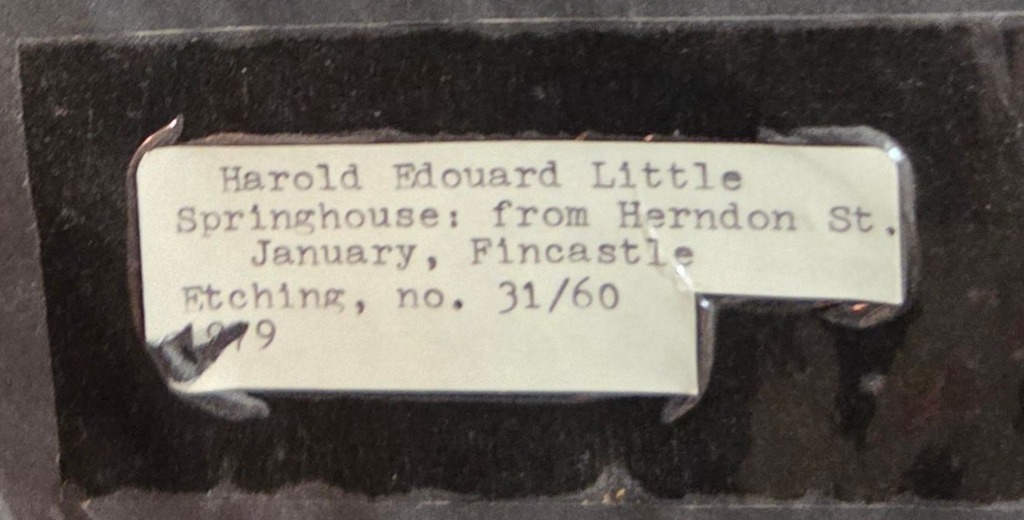 Harold Edouard Little
Springhouse: from Herndon St.
January, Fincastle
Etching, no. 31/60